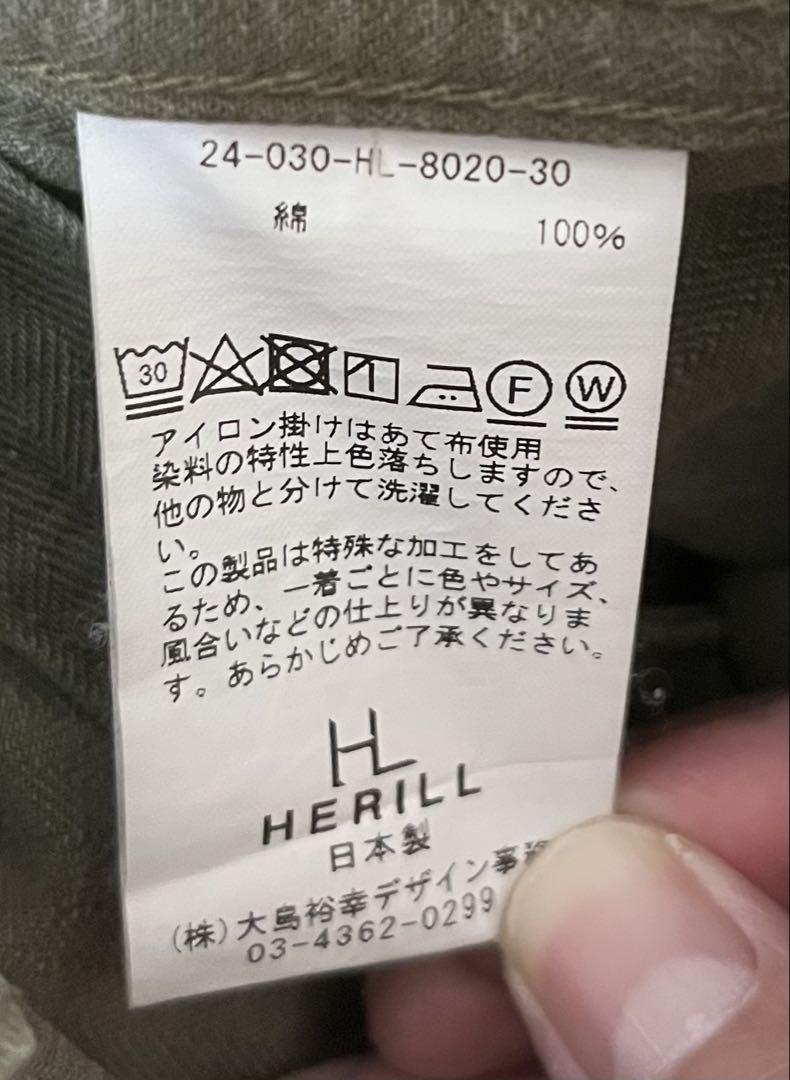 24-030-HL-8020-30
綿 100%
30 F W
アイロン掛けはあて布使用
染料の特性上色落ちしますので、
他の物と分けて洗濯してくださ
い。
この製品は特殊な加工をしてあ
るため、一着ごとに色やサイズ、
風合いなどの仕上りが異なりま
す。あらかじめご了承ください。
HL
HERILL
日本製
(株)大島裕幸デザイン事務
03-4362-0299